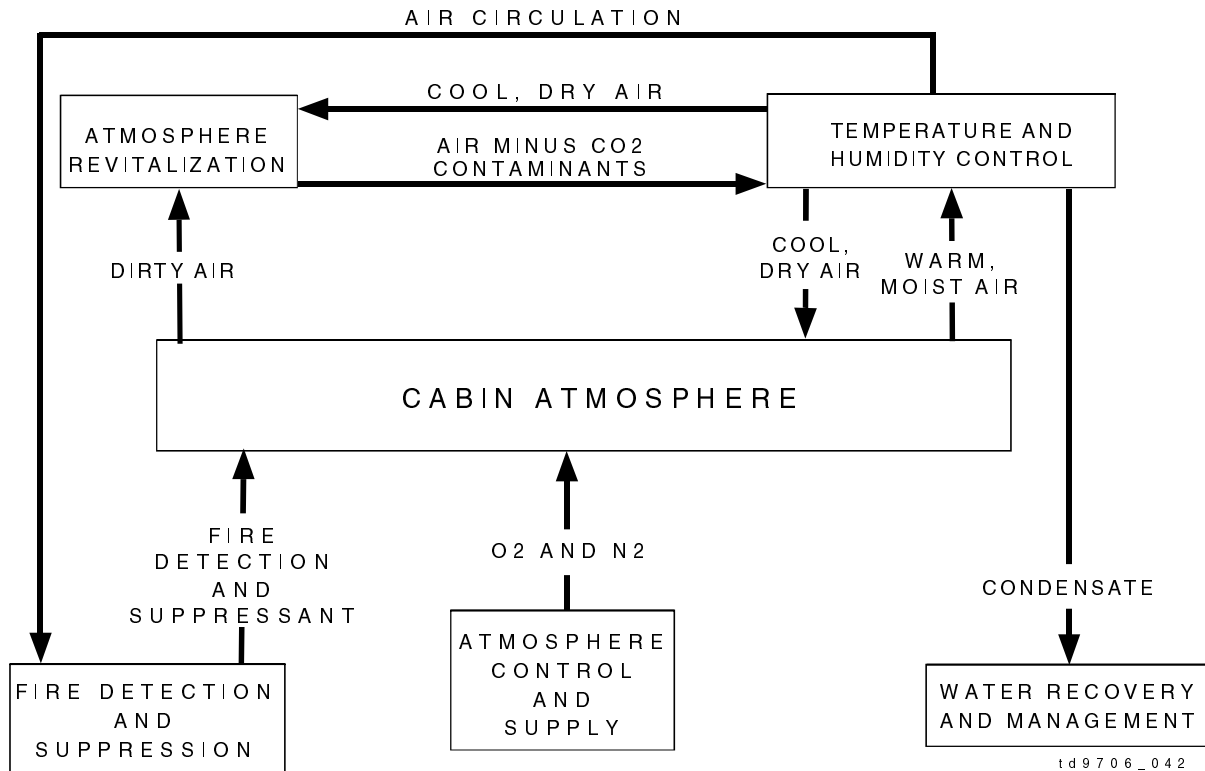 AIR CIRCULATION
COOL, DRY AIR
ATMOSPHERE
REVITALIZATION
AIR MINUS CO2
CONTAMINANTS
TEMPERATURE AND
HUMIDITY CONTROL
DIRTY AIR
COOL,
DRY AIR
WARM,
MOIST AIR
CABIN ATMOSPHERE
FIRE
DETECTION
AND
SUPPRESSANT
O2 AND N2
CONDENSATE
FIRE DETECTION
AND
SUPPRESSION
ATMOSPHERE
CONTROL
AND
SUPPLY
WATER RECOVERY
AND MANAGEMENT
td9706_042